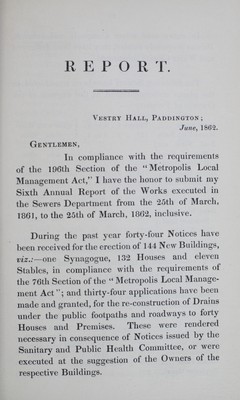 REPORT.
Vestry Hall, Paddington;
June, 1862.
Gentlemen,
In compliance with the requirements
of the 196th Section of the "Metropolis Local
Management Act," I have the honor to submit my
Sixth Annual Report of the Works executed in
the Sewers Department from the 25th of March,
1861, to the 25th of March, 1862, inclusive.
During the past year forty-four Notices have
been received for the erection of 144 New Buildings,
viz.:—one Synagogue, 132 Houses and eleven
Stables, in compliance with the requirements of
the 76th Section of the "Metropolis Local Manage-
ment Act"; and thirty-four applications have been
made and granted, for the re-construction of Drains
under the public footpaths and roadways to forty
Houses and Premises. These were rendered
necessary in consequence of Notices issued by the
Sanitary and Public Health Committee, or were
executed at the suggestion of the Owners of the
respective Buildings.